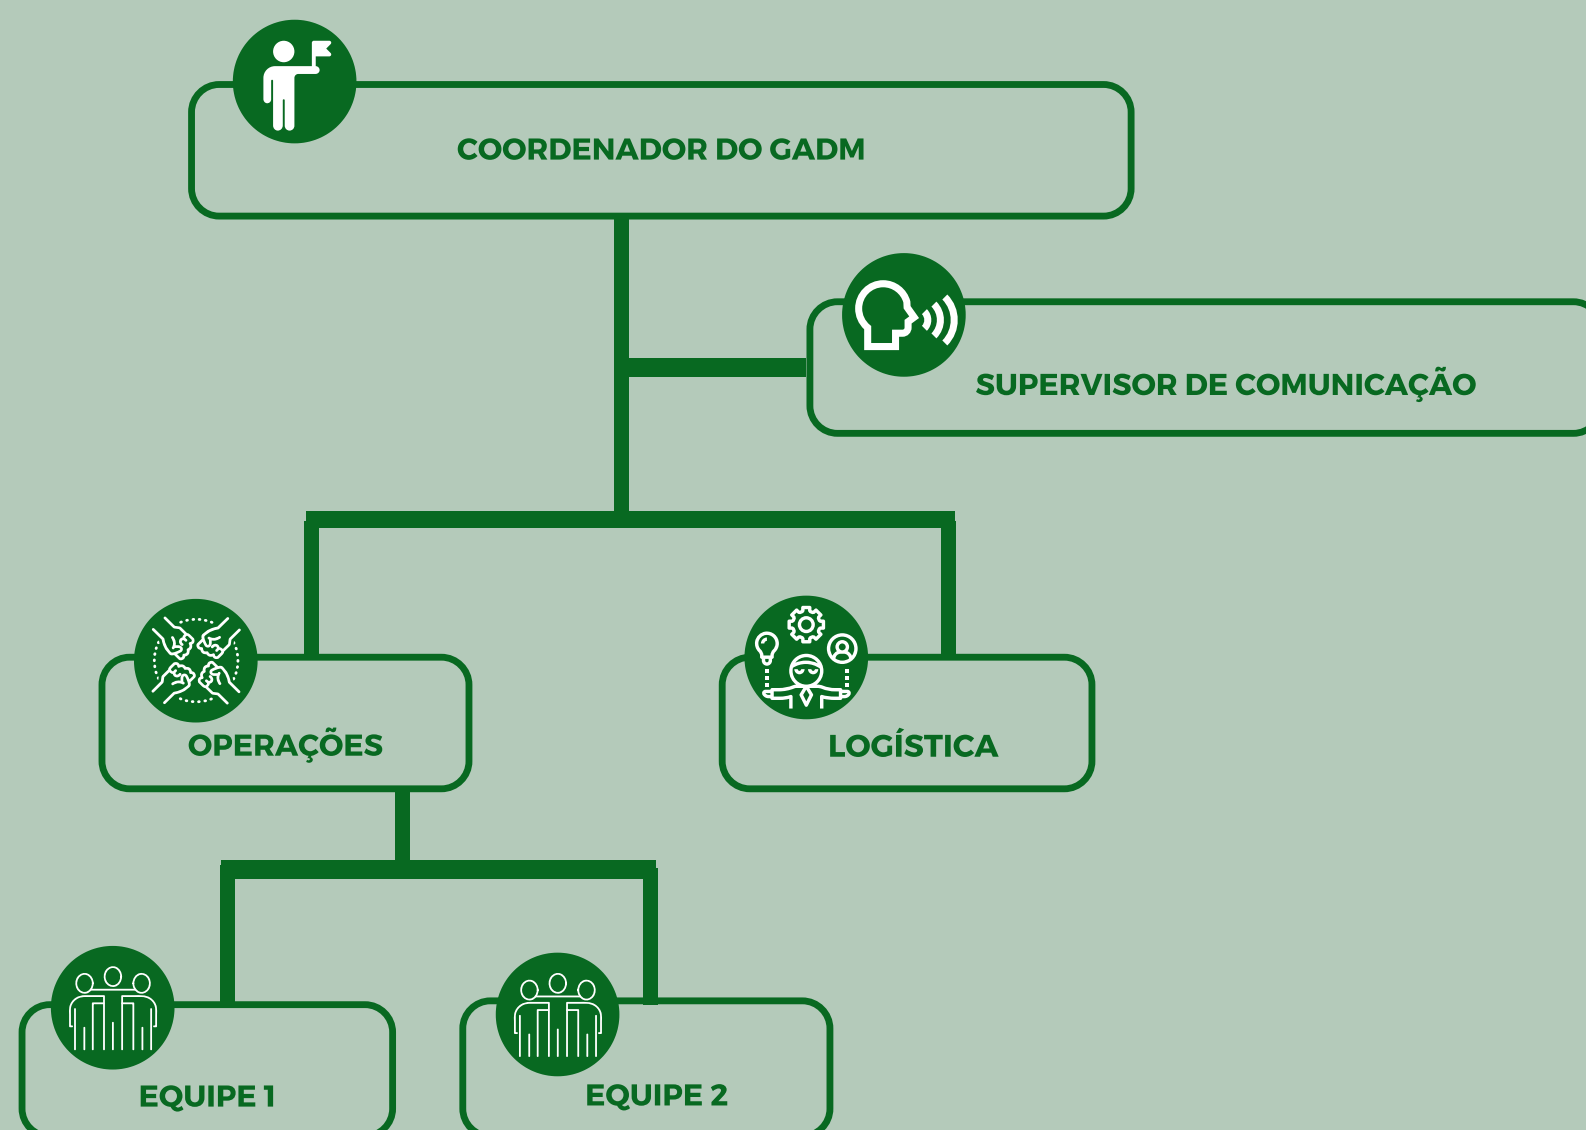 COORDENADOR DO GADM
SUPERVISOR DE COMUNICAÇÃO
OPERAÇÕES
LOGÍSTICA
EQUIPE 1
EQUIPE 2